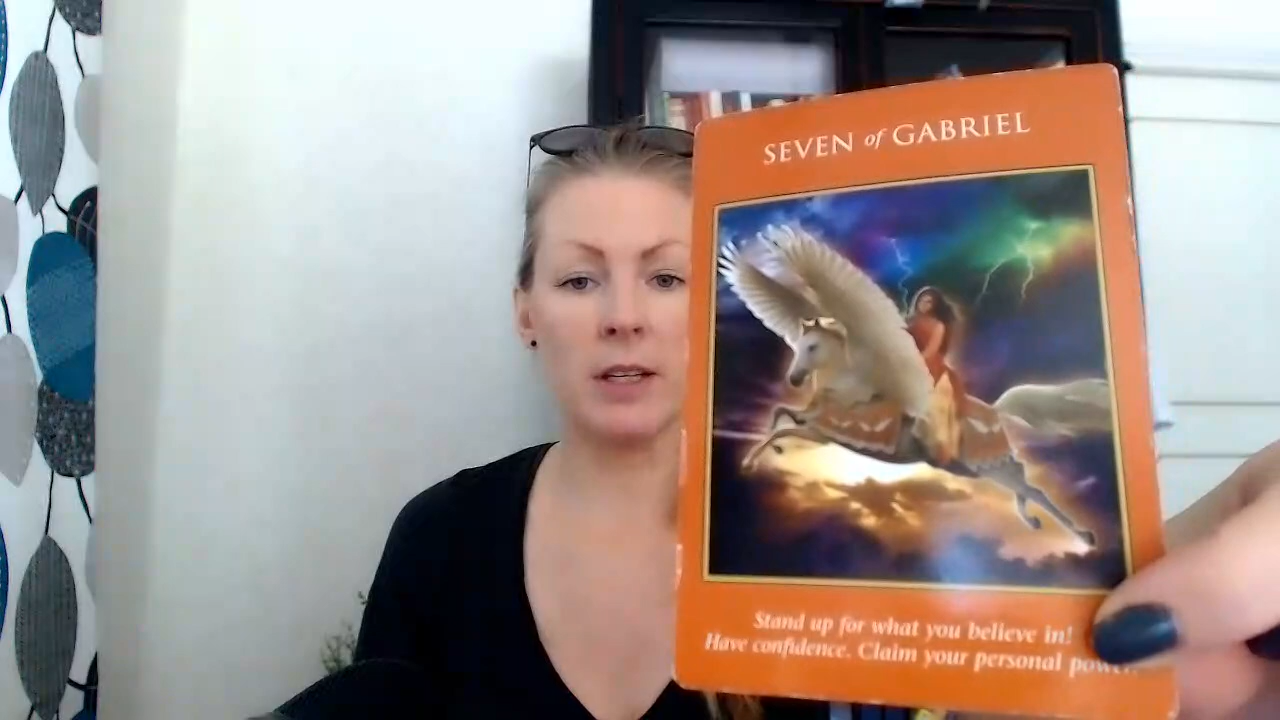 SEVEN of GABRIEL
Stand up for what you believe in!
Have confidence. Claim your personal power.